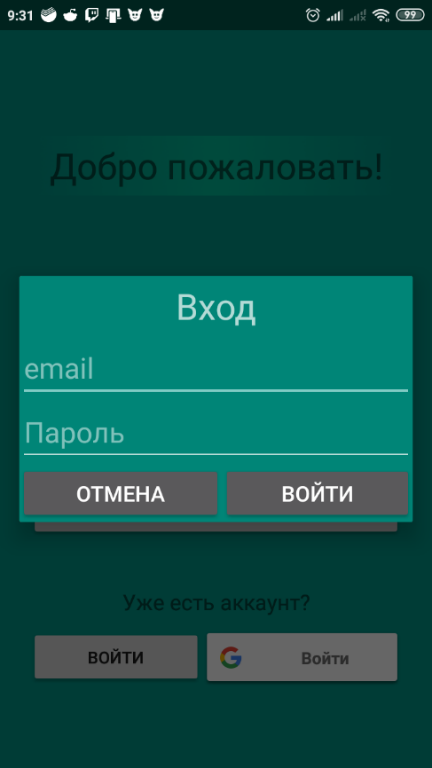 9:31
99
Добро пожаловать!
Вход
email
Пароль
ОТМЕНА
ВОЙТИ
Уже есть аккаунт?
ВОЙТИ
Войти